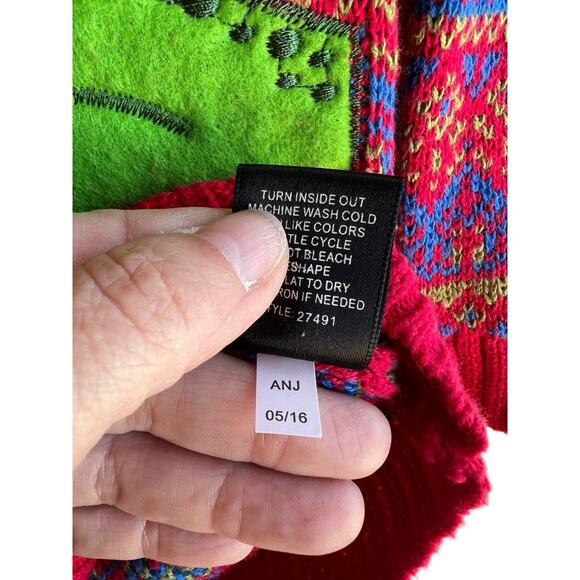 TURN INSIDE OUT
MACHINE WASH COLD
LIKE COLORS
CYCLE
BLEACH
TO DRY
IF NEEDED
27491
ANJ
05/16